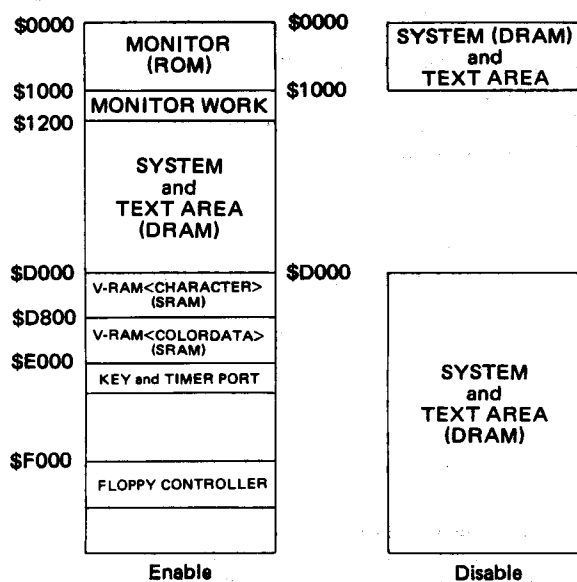 $0000
MONITOR
(ROM)
$1000
MONITOR WORK
$1200
SYSTEM
and
TEXT AREA
(DRAM)
$D000
V-RAM<CHARACTER>
(SRAM)
$D800
V-RAM<COLORDATA>
(SRAM)
$E000
KEY and TIMER PORT
$F000
FLOPPY CONTROLLER
Enable
$0000
SYSTEM (DRAM)
and
TEXT AREA
$1000
$D000
SYSTEM
and
TEXT AREA
(DRAM)
Disable